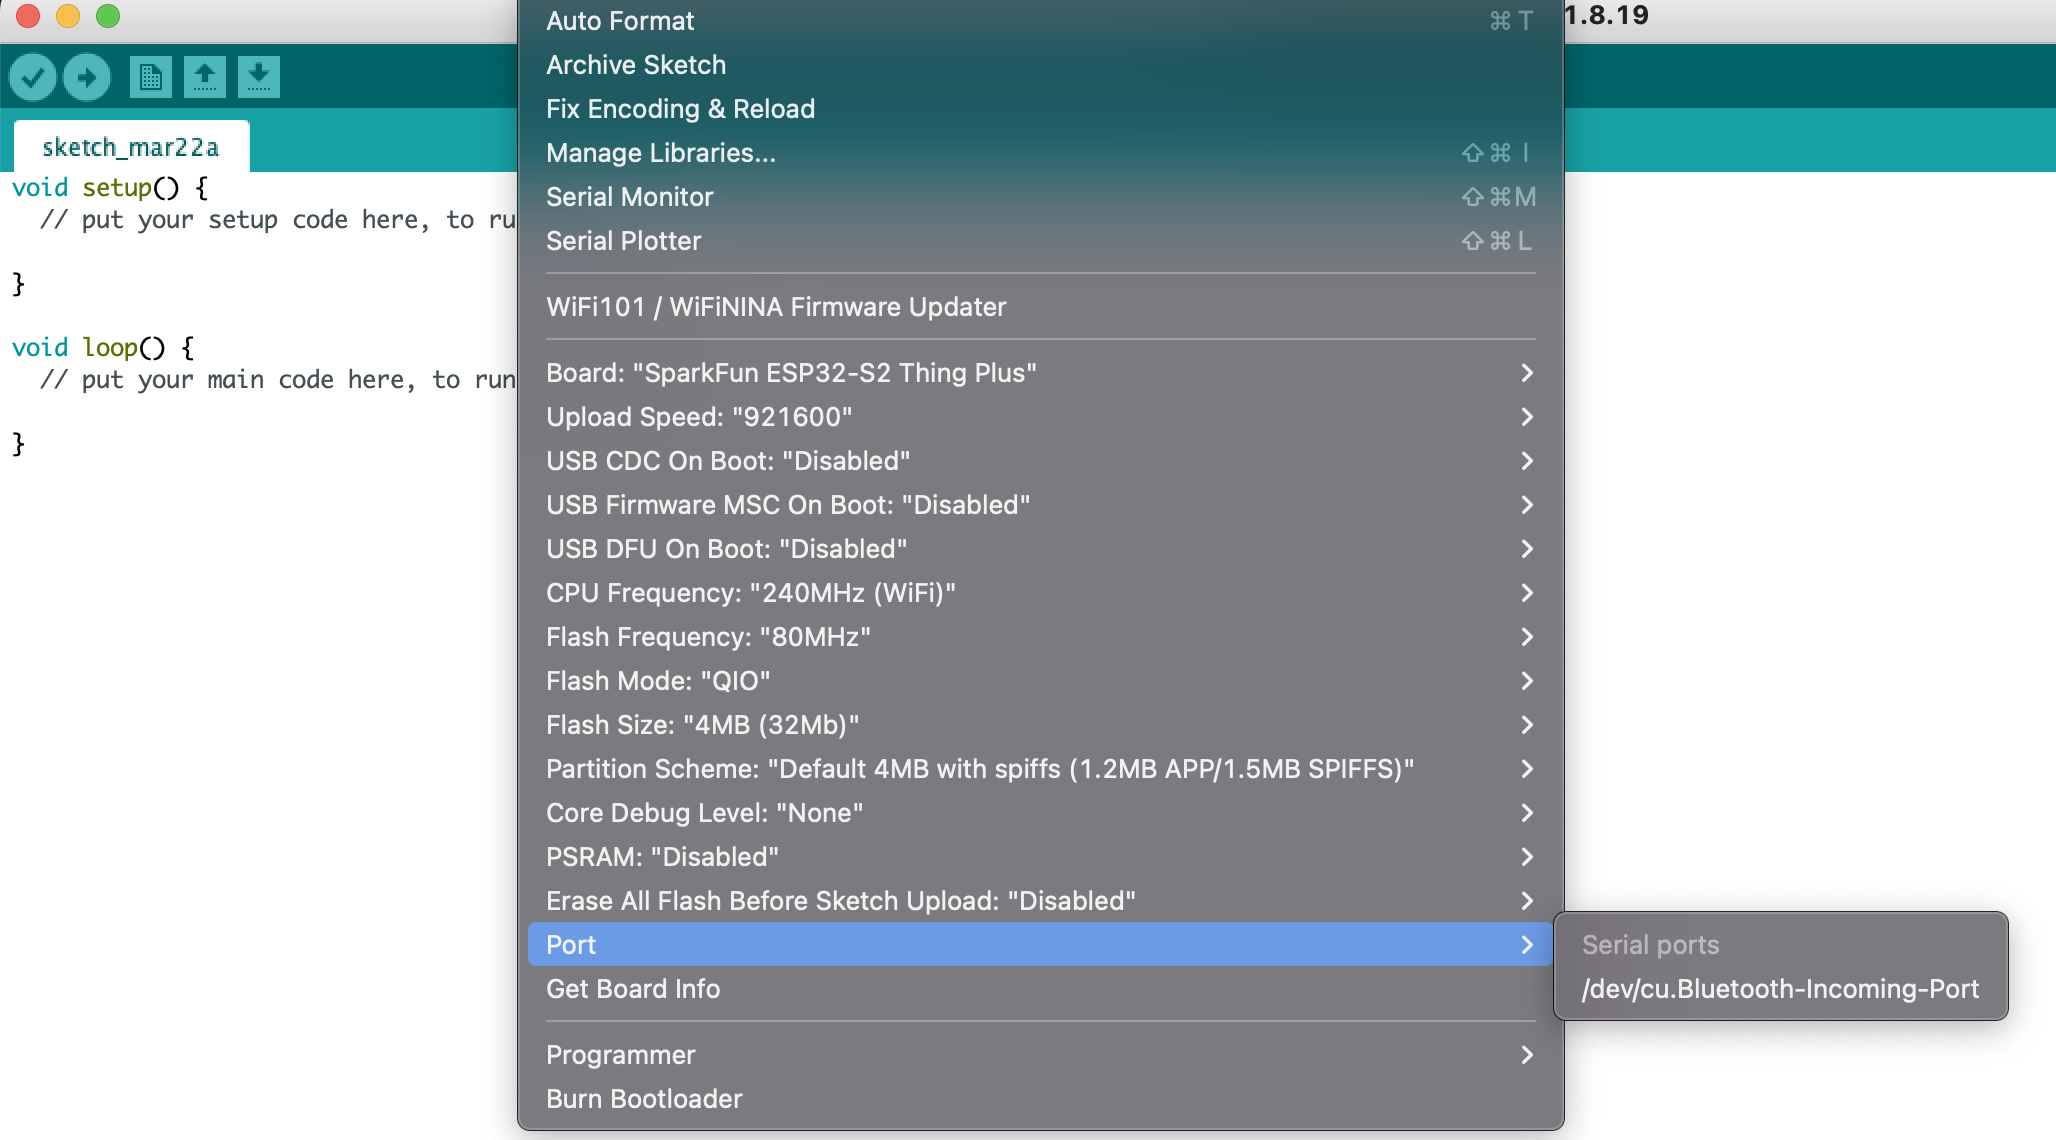 1.8.19
sketch_mar22a
void setup() {
// put your setup code here, to ru
}
void loop() {
// put your main code here, to run
}
Auto Format ⌘ T
Archive Sketch
Fix Encoding & Reload
Manage Libraries... ⇧⌘ I
Serial Monitor ⇧⌘M
Serial Plotter ⇧⌘ L
WiFi101 / WiFiNINA Firmware Updater
Board: "SparkFun ESP32-S2 Thing Plus"
Upload Speed: "921600"
USB CDC On Boot: "Disabled"
USB Firmware MSC On Boot: "Disabled"
USB DFU On Boot: "Disabled"
CPU Frequency: "240MHz (WiFi)"
Flash Frequency: "80MHz"
Flash Mode: "QIO"
Flash Size: "4MB (32Mb)"
Partition Scheme: "Default 4MB with spiffs (1.2MB APP/1.5MB SPIFFS)"
Core Debug Level: "None"
PSRAM: "Disabled"
Erase All Flash Before Sketch Upload: "Disabled"
Port
Get Board Info
Programmer
Burn Bootloader
Serial ports
/dev/cu.Bluetooth-Incoming-Port